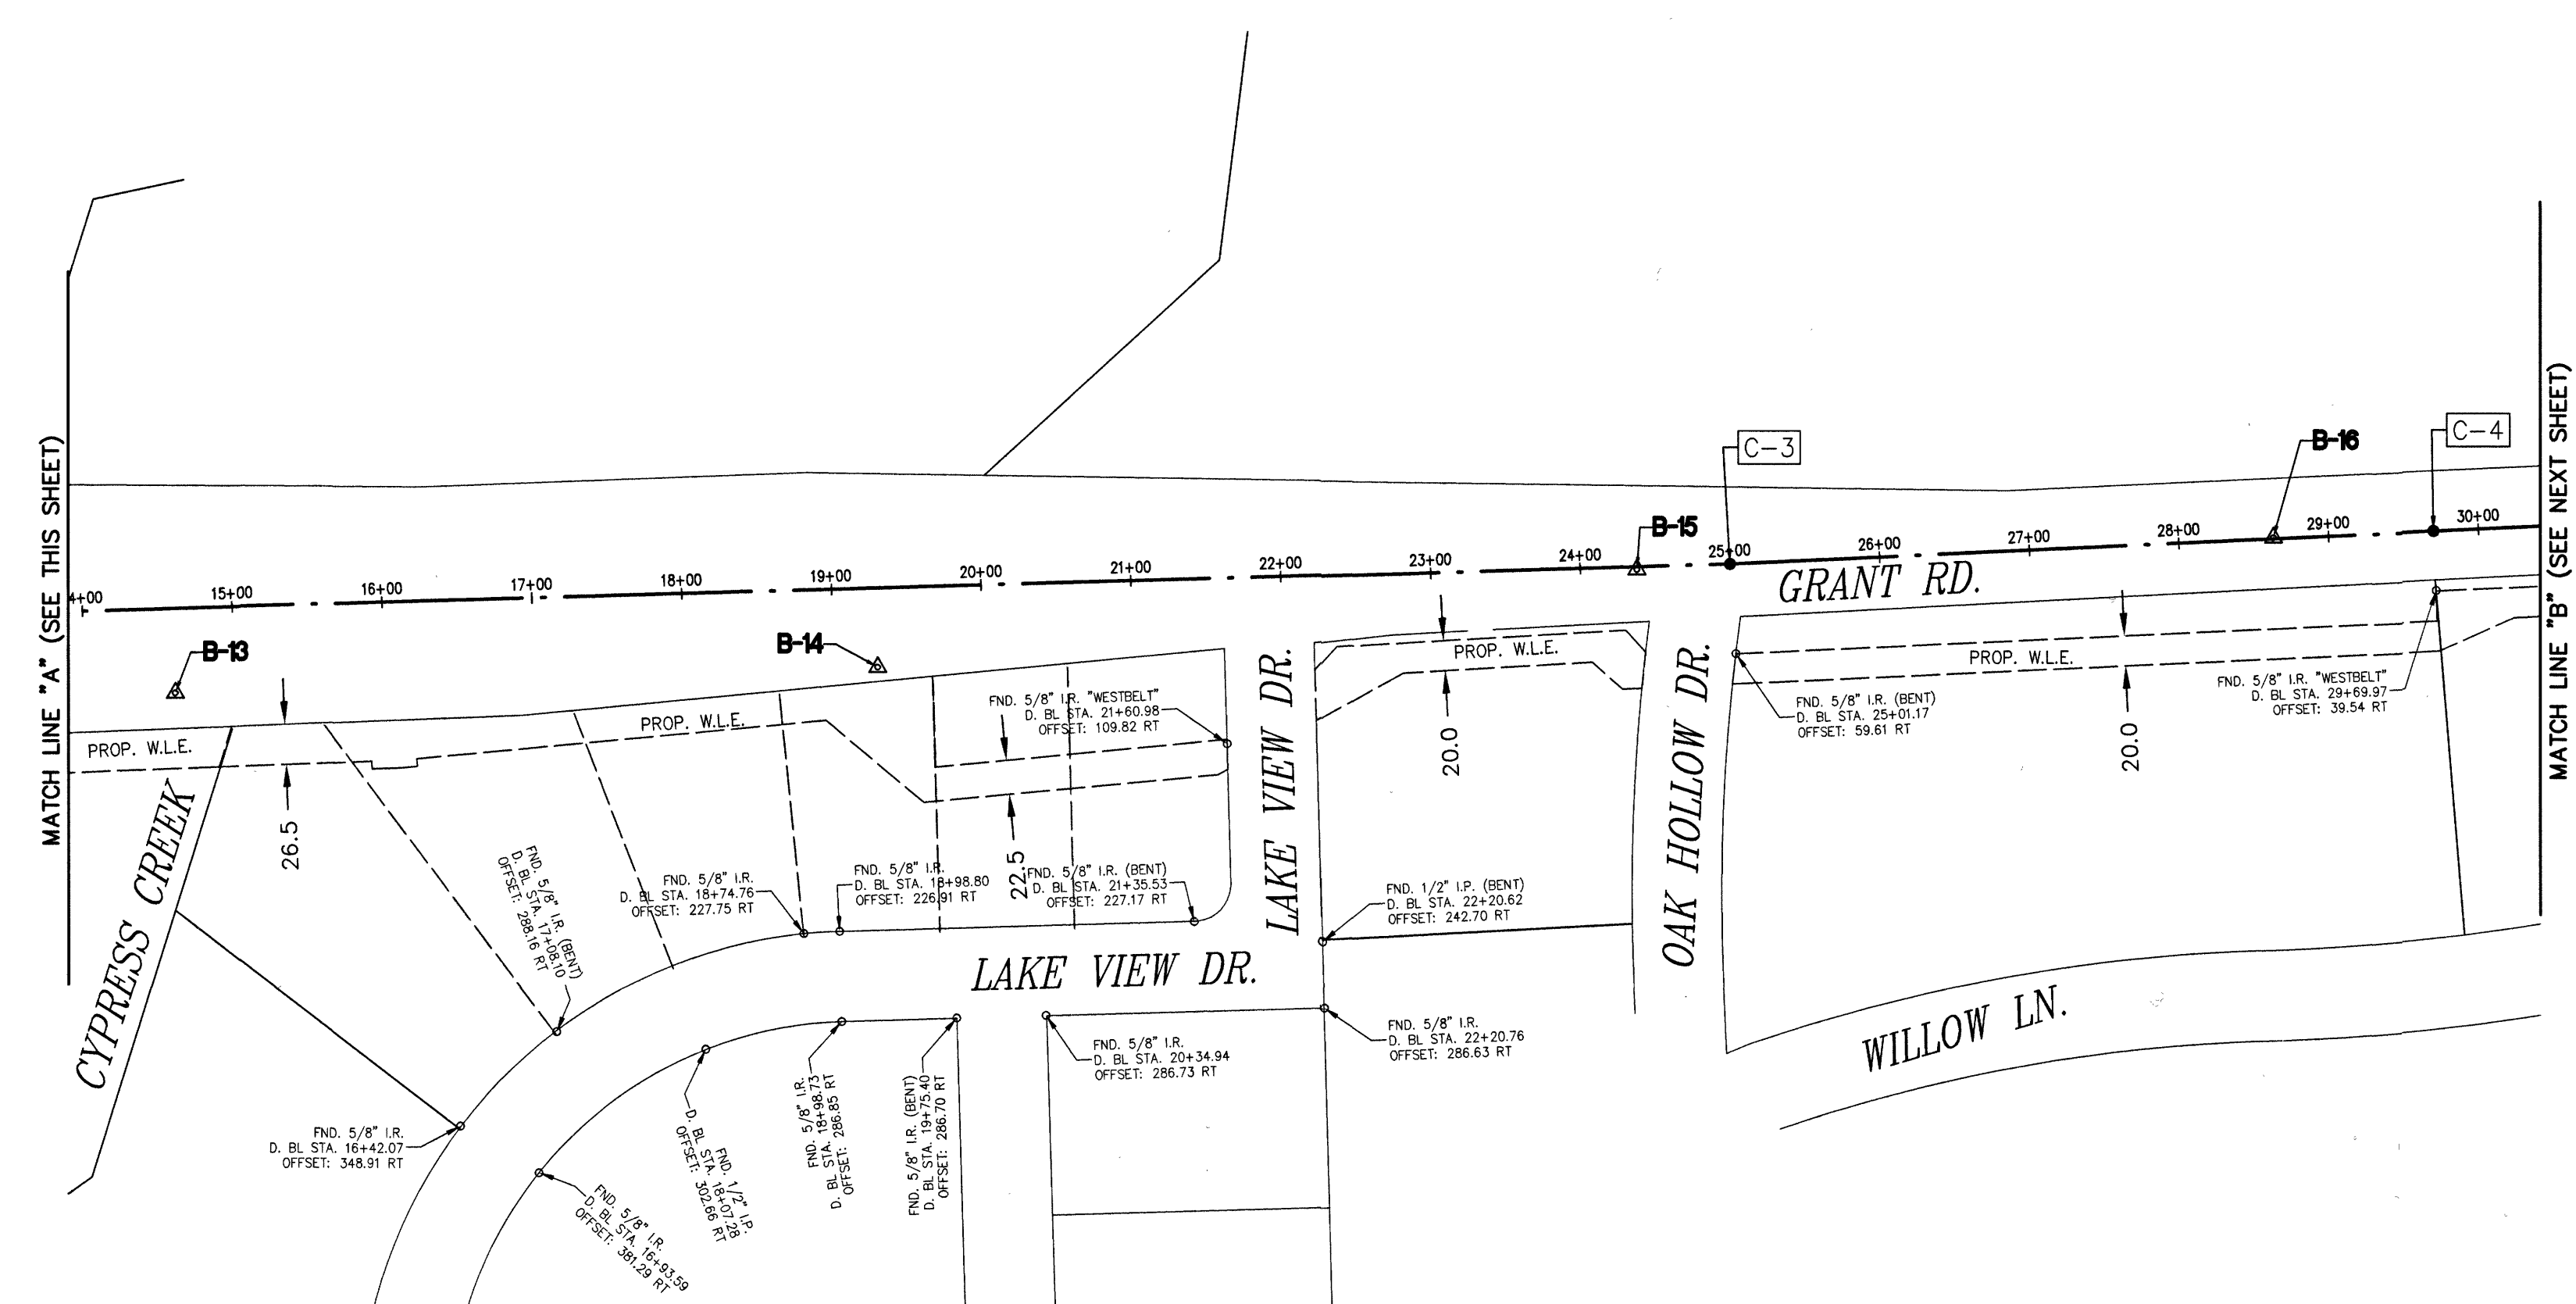 MATCH LINE "A" (SEE THIS SHEET)
MATCH LINE "B" (SEE NEXT SHEET)
C-3
C-4
B-16
B-15
4+00
15+00
16+00
17+00
18+00
19+00
20+00
21+00
22+00
23+00
24+00
25+00
26+00
27+00
28+00
29+00
30+00
GRANT RD.
B-13
B-14
PROP. W.L.E.
PROP. W.L.E.
PROP. W.L.E.
PROP. W.L.E.
26.5
22.5
20.0
20.0
FND. 5/8" I.R. "WESTBELT"
D. BL STA. 21+60.98
OFFSET: 109.82 RT
FND. 5/8" I.R. (BENT)
D. BL STA. 25+01.17
OFFSET: 59.61 RT
FND. 5/8" I.R. "WESTBELT"
D. BL STA. 29+69.97
OFFSET: 39.54 RT
CYPRESS CREEK
LAKE VIEW DR.
OAK HOLLOW DR.
FND. 5/8" I.R. (BENT)
D. BL STA. 17+08.10
OFFSET: 288.16 RT
FND. 5/8" I.R.
D. BL STA. 18+74.76
OFFSET: 227.75 RT
FND. 5/8" I.R.
D. BL STA. 18+98.80
OFFSET: 226.91 RT
FND. 5/8" I.R. (BENT)
D. BL STA. 21+35.53
OFFSET: 227.17 RT
FND. 1/2" I.P. (BENT)
D. BL STA. 22+20.62
OFFSET: 242.70 RT
LAKE VIEW DR.
WILLOW LN.
FND. 5/8" I.R.
D. BL STA. 20+34.94
OFFSET: 286.73 RT
FND. 5/8" I.R.
D. BL STA. 22+20.76
OFFSET: 286.63 RT
FND. 5/8" I.R.
D. BL STA. 16+42.07
OFFSET: 348.91 RT
FND. 5/8" I.R.
D. BL STA. 16+93.59
OFFSET: 381.29 RT
FND. 1/2" I.P.
D. BL STA. 18+07.28
OFFSET: 302.66 RT
FND. 5/8" I.R.
D. BL STA. 18+98.73
OFFSET: 286.85 RT
FND. 5/8" I.R. (BENT)
D. BL STA. 19+75.40
OFFSET: 286.70 RT